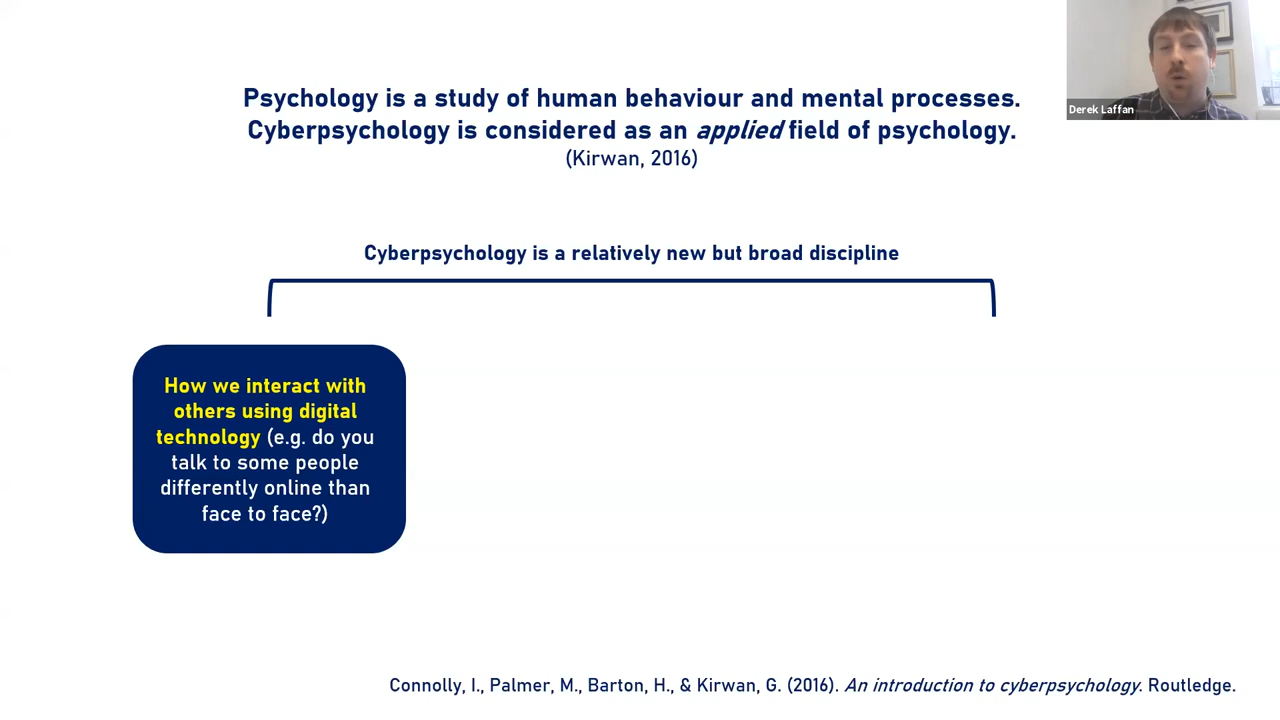 Psychology is a study of human behaviour and mental processes.
Cyberpsychology is considered as an applied field of psychology.
(Kirwan, 2016)
Derek Laffan
Cyberpsychology is a relatively new but broad discipline
How we interact with
others using digital
technology (e.g. do you
talk to some people
differently online than
face to face?)
Connolly, I., Palmer, M., Barton, H., & Kirwan, G. (2016). An introduction to cyberpsychology. Routledge.